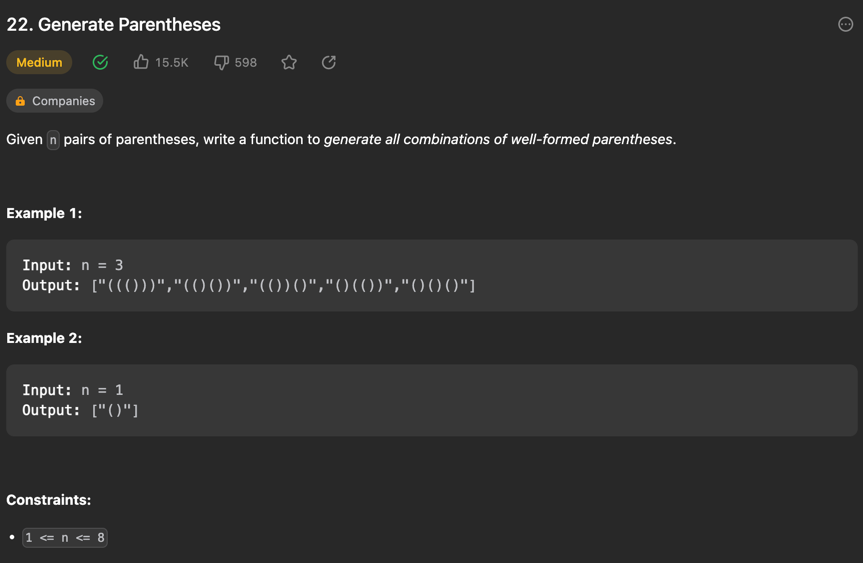 22. Generate Parentheses
Medium 15.5K 598
Companies
Given n pairs of parentheses, write a function to generate all combinations of well-formed parentheses.
Example 1:
Input: n = 3
Output: ["((()))","(()())","(())()","()(())","()()()"]
Example 2:
Input: n = 1
Output: ["()"]
Constraints:
• 1 <= n <= 8